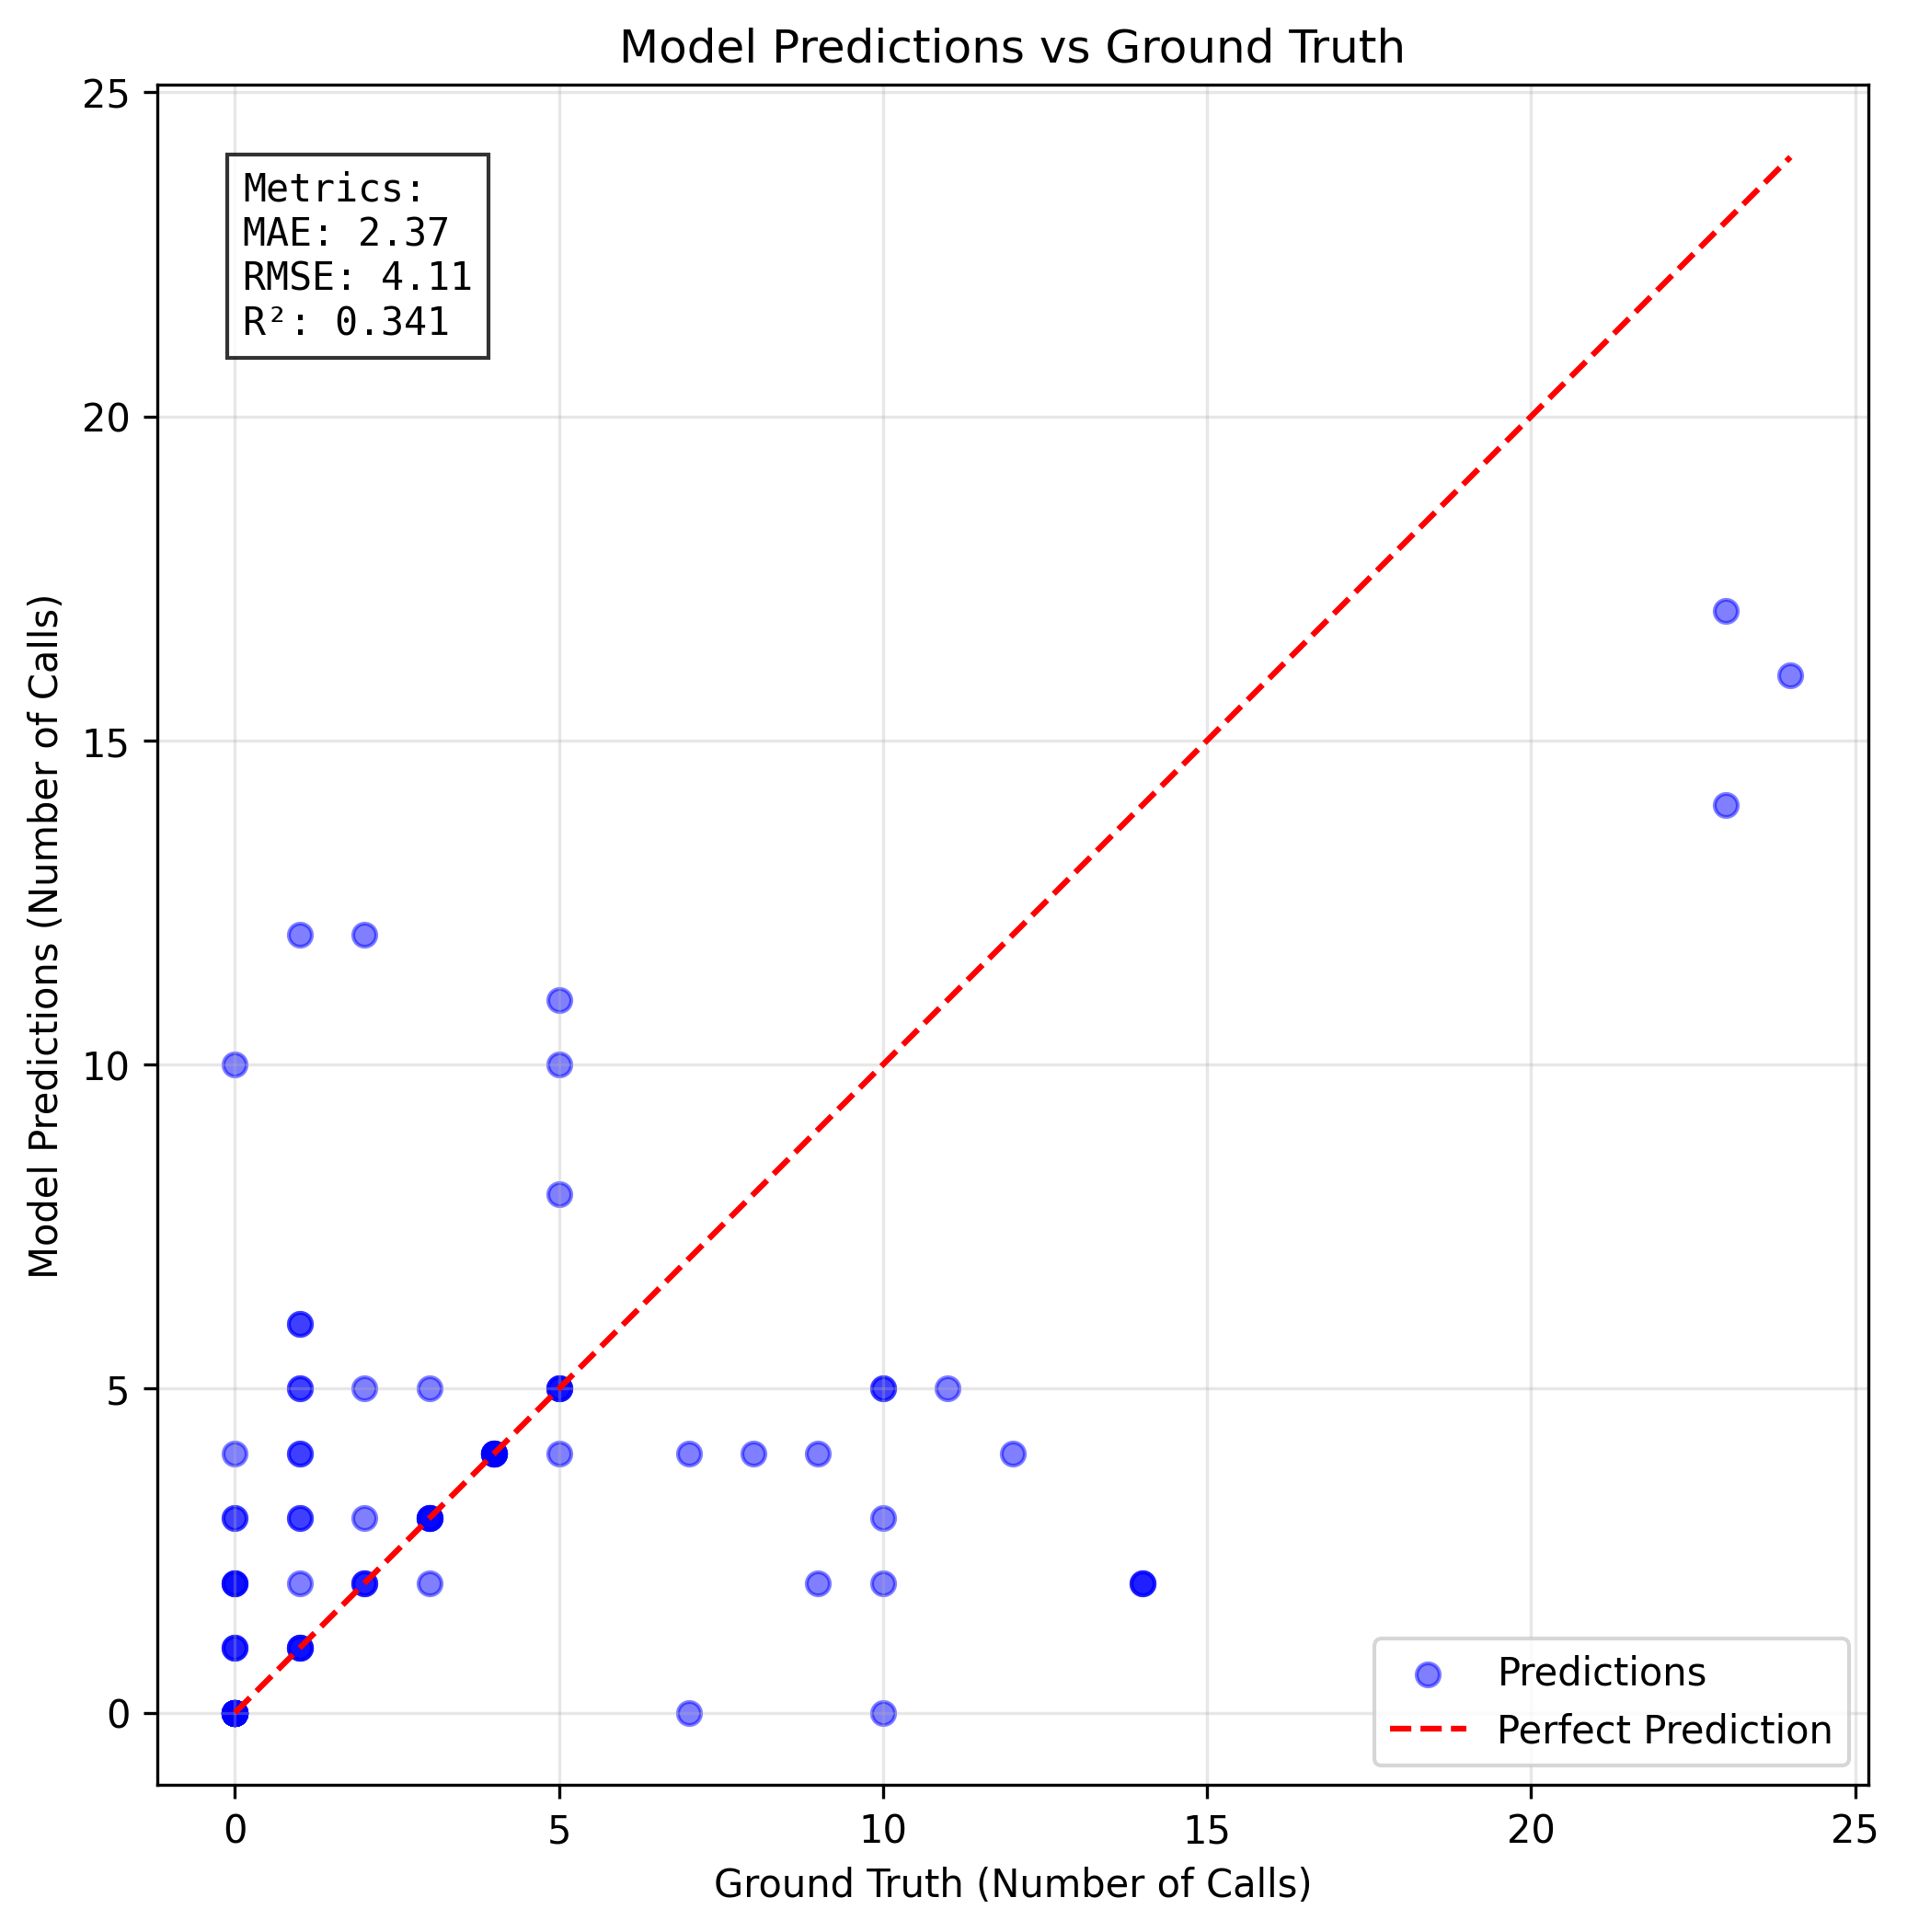 Model Predictions vs Ground Truth
Metrics:
MAE: 2.37
RMSE: 4.11
R²: 0.341
25
20
15
10
5
0
Model Predictions (Number of Calls)
Predictions
Perfect Prediction
0 5 10 15 20 25
Ground Truth (Number of Calls)